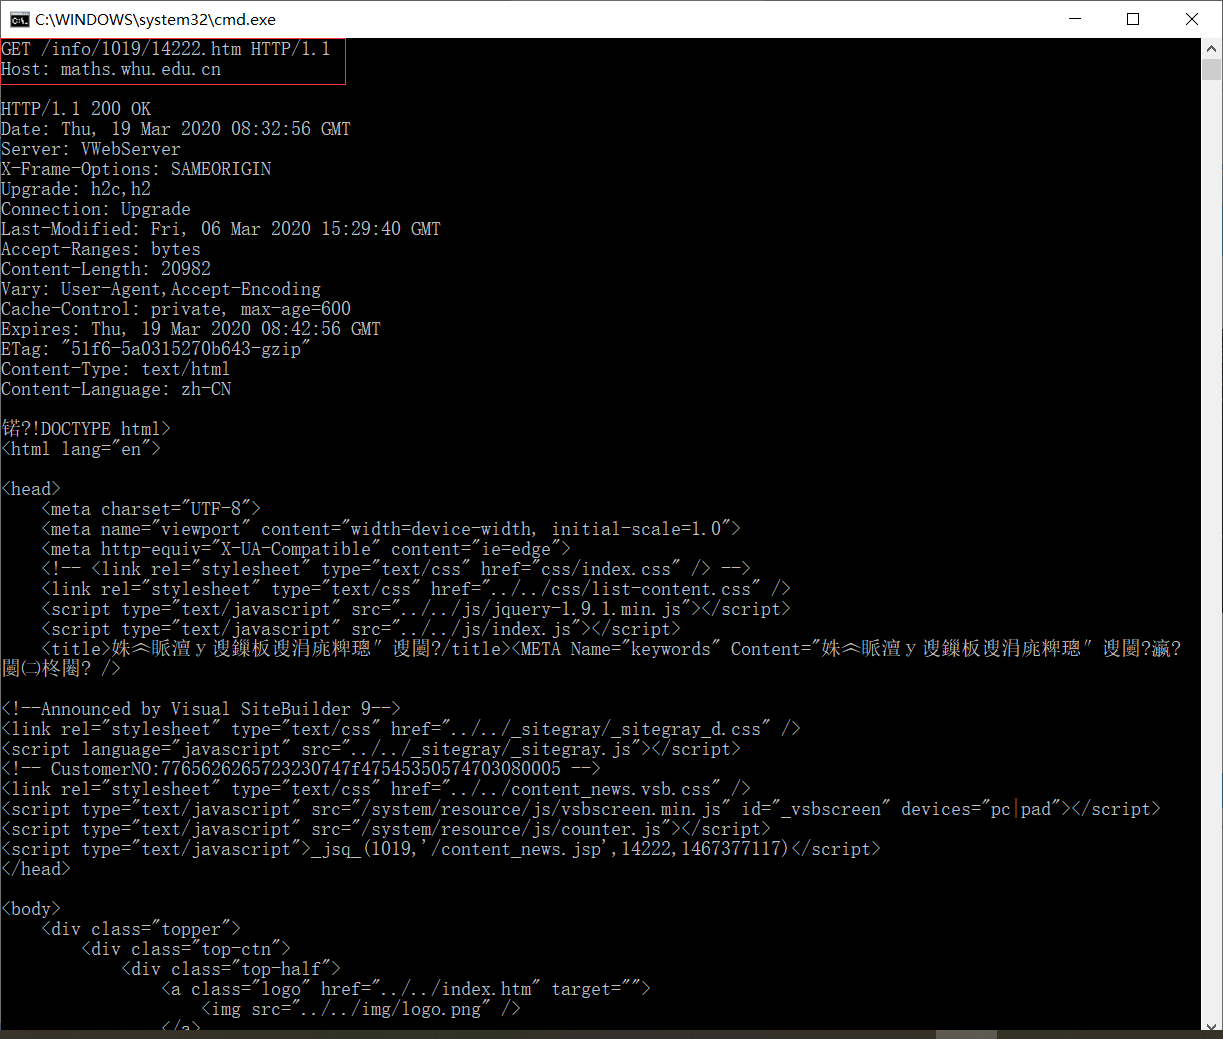 C:\WINDOWS\system32\cmd.exe
GET /info/1019/14222.htm HTTP/1.1
Host: maths.whu.edu.cn
HTTP/1.1 200 OK
Date: Thu, 19 Mar 2020 08:32:56 GMT
Server: VWebServer
X-Frame-Options: SAMEORIGIN
Upgrade: h2c,h2
Connection: Upgrade
Last-Modified: Fri, 06 Mar 2020 15:29:40 GMT
Accept-Ranges: bytes
Content-Length: 20982
Vary: User-Agent,Accept-Encoding
Cache-Control: private, max-age=600
Expires: Thu, 19 Mar 2020 08:42:56 GMT
ETag: "51f6-5a0315270b643-gzip"
Content-Type: text/html
Content-Language: zh-CN
锘?!DOCTYPE html>
<html lang="en">
<head>
<meta charset="UTF-8">
<meta name="viewport" content="width=device-width, initial-scale=1.0">
<meta http-equiv="X-UA-Compatible" content="ie=edge">
<!-- <link rel="stylesheet" type="text/css" href="css/index.css" /> -->
<link rel="stylesheet" type="text/css" href="../../css/list-content.css" />
<script type="text/javascript" src="../../js/jquery-1.9.1.min.js"></script>
<script type="text/javascript" src="../../js/index.js"></script>
<title>姝︽眽澶у鏁板涓庣粺璁″闄?/title><META Name="keywords" Content="姝︽眽澶у鏁板涓庣粺璁″闄?瀛?
闄㈡柊闂? />
<!--Announced by Visual SiteBuilder 9-->
<link rel="stylesheet" type="text/css" href="../../_sitegray/_sitegray_d.css" />
<script language="javascript" src="../../_sitegray/_sitegray.js"></script>
<!-- CustomerNO:7765626265723230747f47545350574703080005 -->
<link rel="stylesheet" type="text/css" href="../../content_news.vsb.css" />
<script type="text/javascript" src="/system/resource/js/vsbscreen.min.js" id="_vsbscreen" devices="pc|pad"></script>
<script type="text/javascript" src="/system/resource/js/counter.js"></script>
<script type="text/javascript">_jsq_(1019,'/content_news.jsp',14222,1467377117)</script>
</head>
<body>
<div class="topper">
<div class="top-ctn">
<div class="top-half">
<a class="logo" href="../../index.htm" target="">
<img src="../../img/logo.png" />
</a>